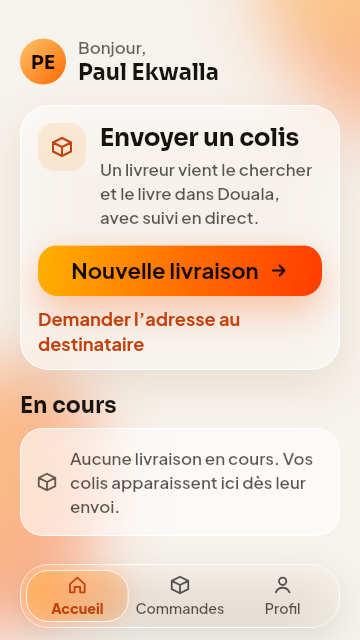 PE
Bonjour,
Paul Ekwalla
Envoyer un colis
Un livreur vient le chercher
et le livre dans Douala,
avec suivi en direct.
Nouvelle livraison →
Demander l’adresse au
destinataire
En cours
Aucune livraison en cours. Vos
colis apparaissent ici dès leur
envoi.
Accueil
Commandes
Profil